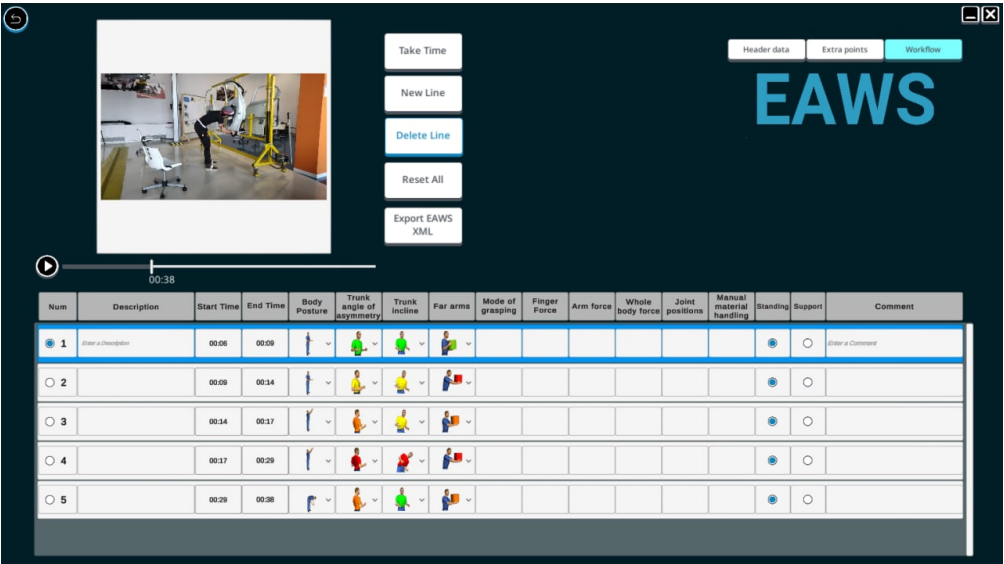 Take Time
New Line
Delete Line
Reset All
Export EAWS
XML
Header data Extra points Workflow
EAWS
00:38
Num Description Start Time End Time Body Posture Trunk angle of asymmetry Trunk incline Far arms Mode of grasping Finger Force Arm force Whole body force Joint positions Manual material handling Standing Support Comment
1 Enter a Description 00:06 00:09 Enter a Comment
2 00:09 00:14
3 00:14 00:17
4 00:17 00:29
5 00:29 00:38